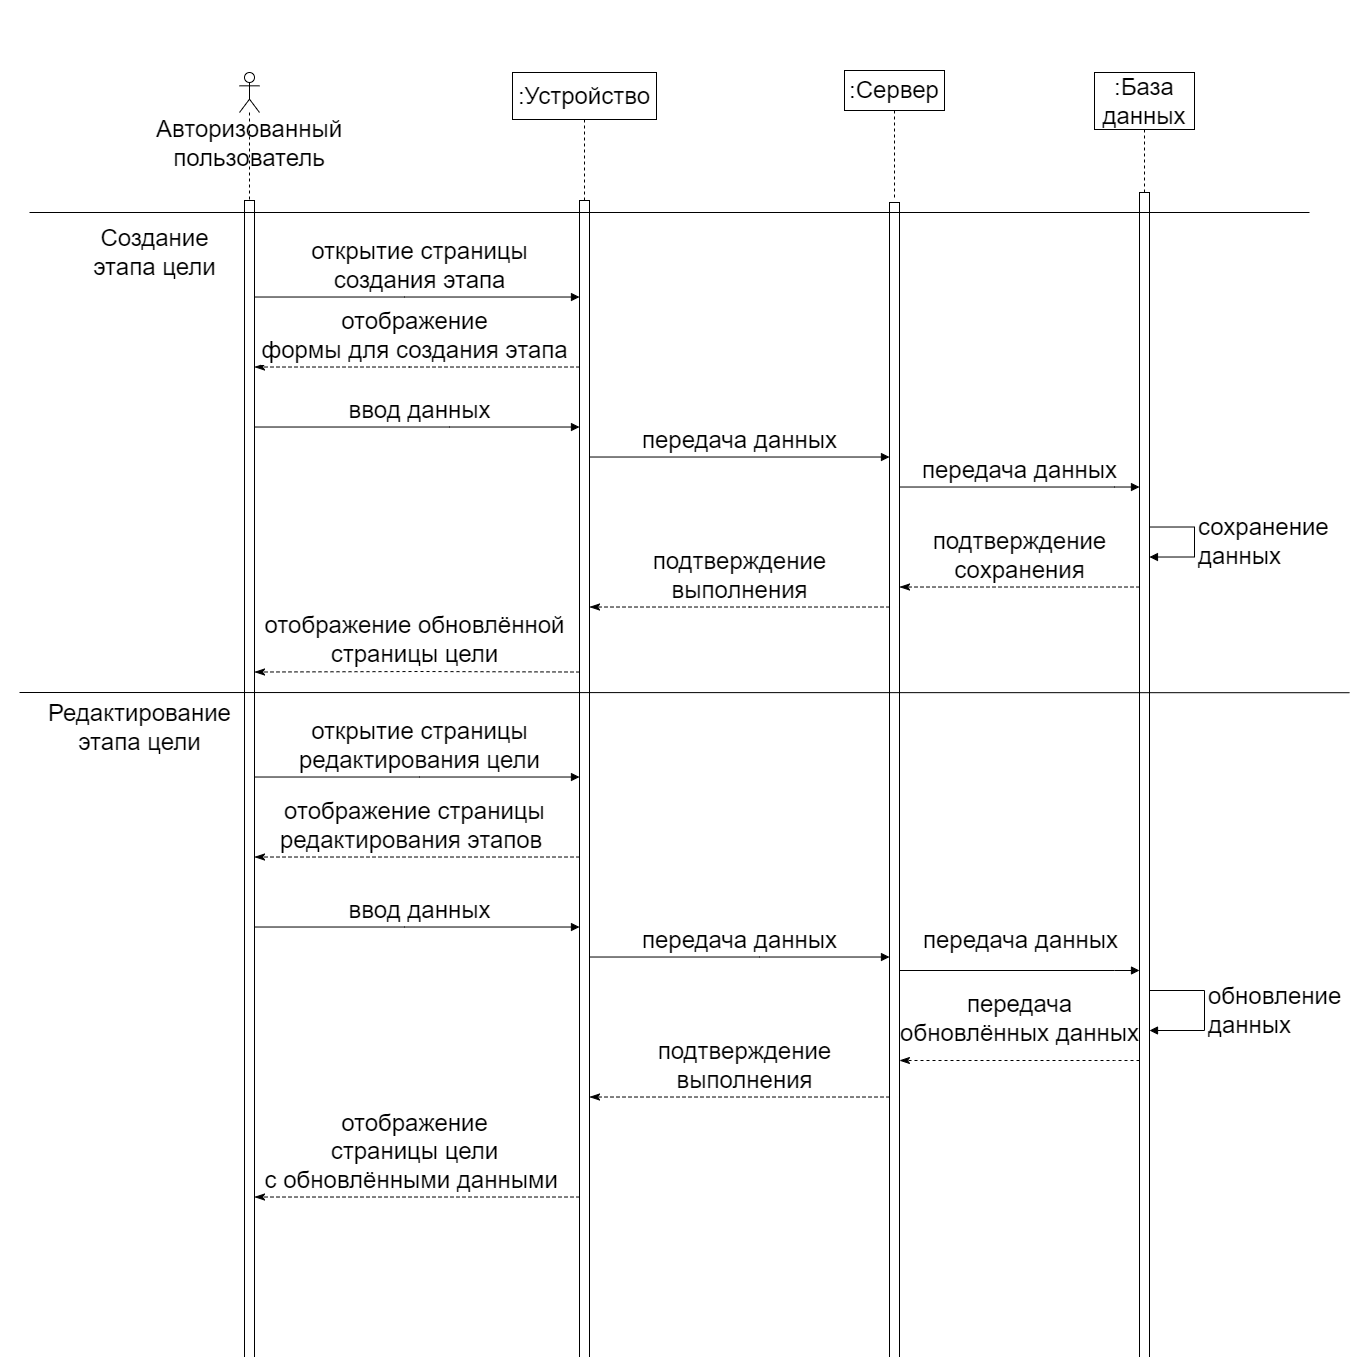 Авторизованный
пользователь
:Устройство
:Сервер
:База
данных
Создание
этапа цели
открытие страницы
создания этапа
отображение
формы для создания этапа
ввод данных
передача данных
передача данных
сохранение
данных
подтверждение
сохранения
подтверждение
выполнения
отображение обновлённой
страницы цели
Редактирование
этапа цели
открытие страницы
редактирования цели
отображение страницы
редактирования этапов
ввод данных
передача данных
передача данных
обновление
данных
передача
обновлённых данных
подтверждение
выполнения
отображение
страницы цели
с обновлёнными данными